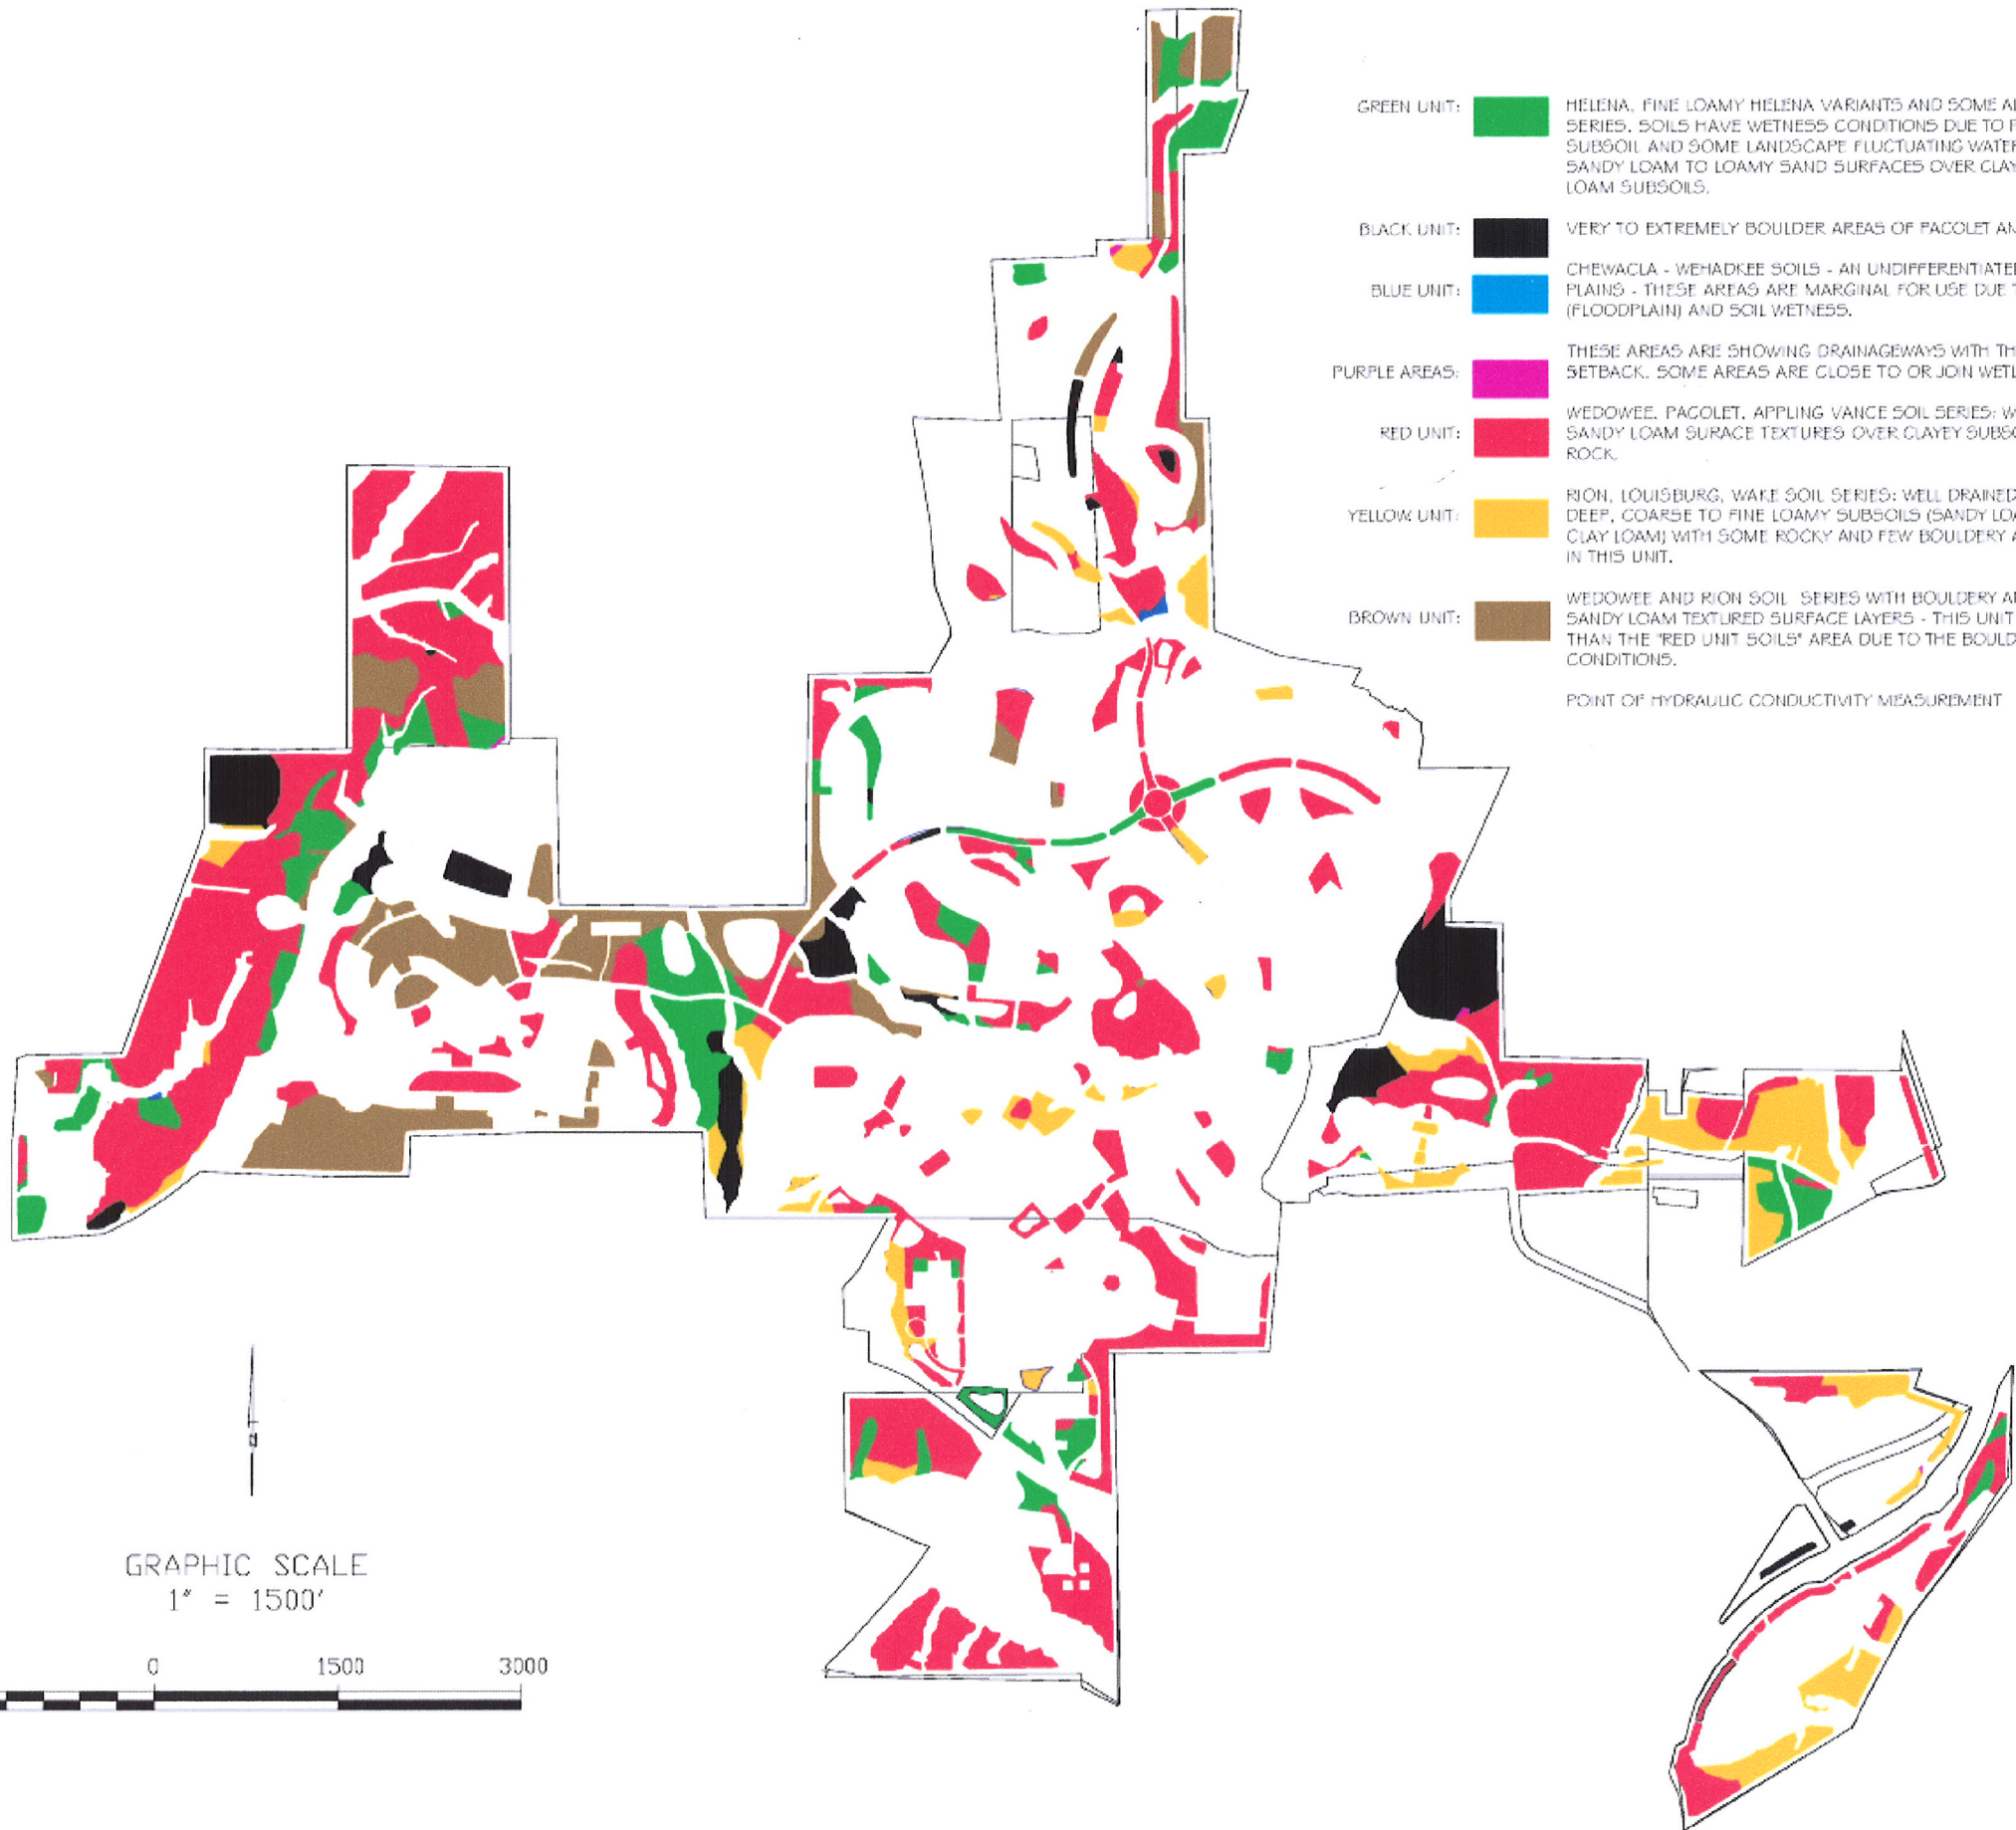 GREEN UNIT:
HELENA, FINE LOAMY HELENA VARIANTS AND SOME
SERIES. SOILS HAVE WETNESS CONDITIONS DUE TO
SUBSOIL AND SOME LANDSCAPE FLUCTUATING
SANDY LOAM TO LOAMY SAND SURFACES OVER
LOAM SUBSOILS.
BLACK UNIT:
VERY TO EXTREMELY BOULDER AREAS OF PACOLET
BLUE UNIT:
CHEWACLA - WEHADKEE SOILS - AN
PLAINS - THESE AREAS ARE MARGINAL FOR USE DUE
(FLOODPLAIN) AND SOIL WETNESS.
PURPLE AREAS:
THESE AREAS ARE SHOWING DRAINAGEWAYS WITH
SETBACK. SOME AREAS ARE CLOSE TO OR JOIN
RED UNIT:
WEDOWEE, PACOLET, APPLING VANCE SOIL SERIES:
SANDY LOAM SURACE TEXTURES OVER CLAYEY
ROCK.
YELLOW UNIT:
RION, LOUISBURG, WAKE SOIL SERIES: WELL DRAINED
DEEP, COARSE TO FINE LOAMY SUBSOILS (SANDY
CLAY LOAM) WITH SOME ROCKY AND FEW BOULDERY
IN THIS UNIT.
BROWN UNIT:
WEDOWEE AND RION SOIL SERIES WITH BOULDERY
SANDY LOAM TEXTURED SURFACE LAYERS - THIS UNIT
THAN THE "RED UNIT SOILS" AREA DUE TO THE
CONDITIONS.
POINT OF HYDRAULIC CONDUCTIVITY MEASUREMENT
GRAPHIC SCALE
1" = 1500'
0 1500 3000